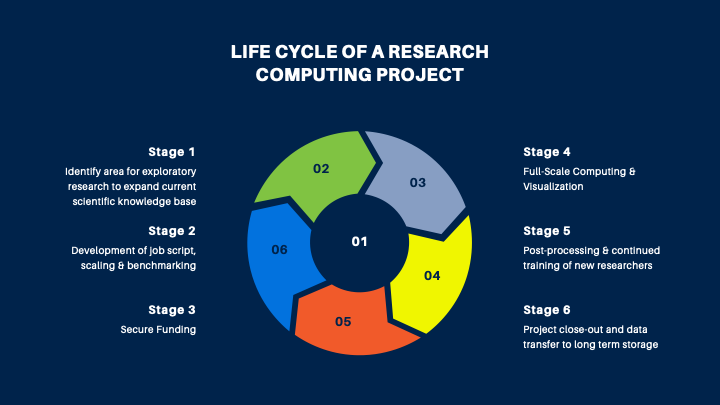 LIFE CYCLE OF A RESEARCH
COMPUTING PROJECT
Stage 1
Identify area for exploratory
research to expand current
scientific knowledge base
Stage 2
Development of job script,
scaling & benchmarking
Stage 3
Secure Funding
02
03
01
06
04
05
Stage 4
Full-Scale Computing &
Visualization
Stage 5
Post-processing & continued
training of new researchers
Stage 6
Project close-out and data
transfer to long term storage